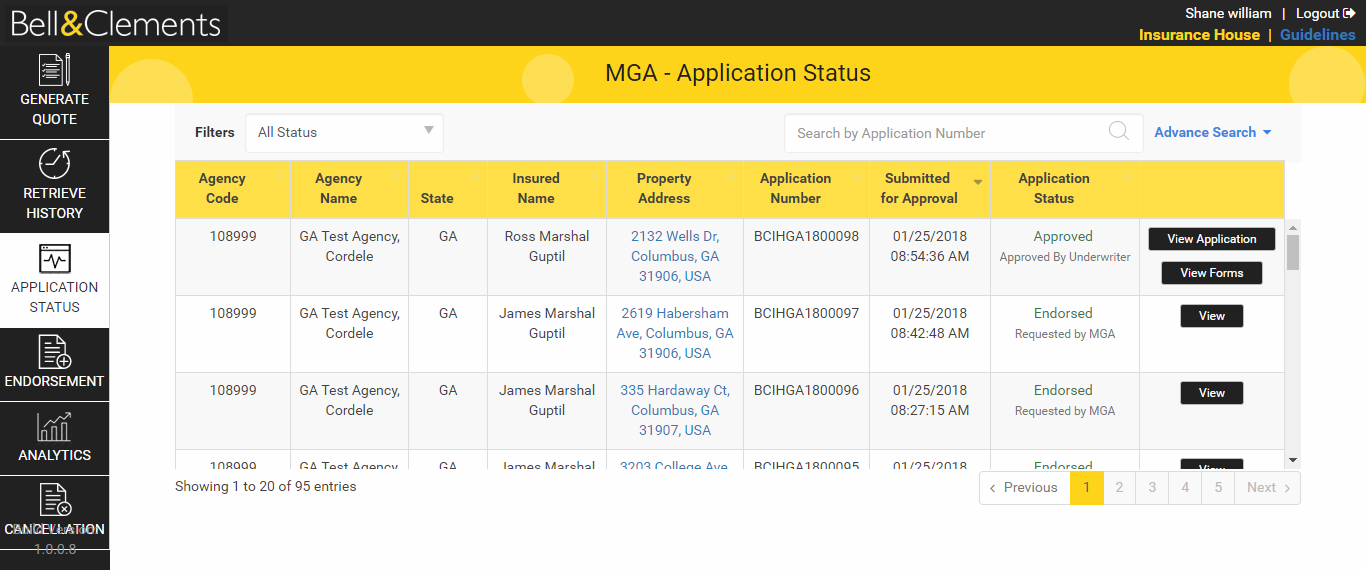 Bell&Clements
Shane william | Logout
Insurance House | Guidelines
GENERATE
QUOTE
RETRIEVE
HISTORY
APPLICATION
STATUS
ENDORSEMENT
ANALYTICS
CANCELLATION
Build Version
1.0.0.8
MGA - Application Status
Filters
All Status
Search by Application Number
Advance Search
Agency
Code
Agency
Name
State
Insured
Name
Property
Address
Application
Number
Submitted
for Approval
Application
Status
108999
GA Test Agency,
Cordele
GA
Ross Marshal
Guptil
2132 Wells Dr,
Columbus, GA
31906, USA
BCIHGA1800098
01/25/2018
08:54:36 AM
Approved
Approved By Underwriter
View Application
View Forms
108999
GA Test Agency,
Cordele
GA
James Marshal
Guptil
2619 Habersham
Ave, Columbus, GA
31906, USA
BCIHGA1800097
01/25/2018
08:42:48 AM
Endorsed
Requested by MGA
View
108999
GA Test Agency,
Cordele
GA
James Marshal
Guptil
335 Hardaway Ct,
Columbus, GA
31907, USA
BCIHGA1800096
01/25/2018
08:27:15 AM
Endorsed
Requested by MGA
View
108999
GA Test Agency,
GA
James Marshal
3203 College Ave
BCIHGA1800095
01/25/2018
Endorsed
View
Showing 1 to 20 of 95 entries
‹ Previous
1
2
3
4
5
Next ›